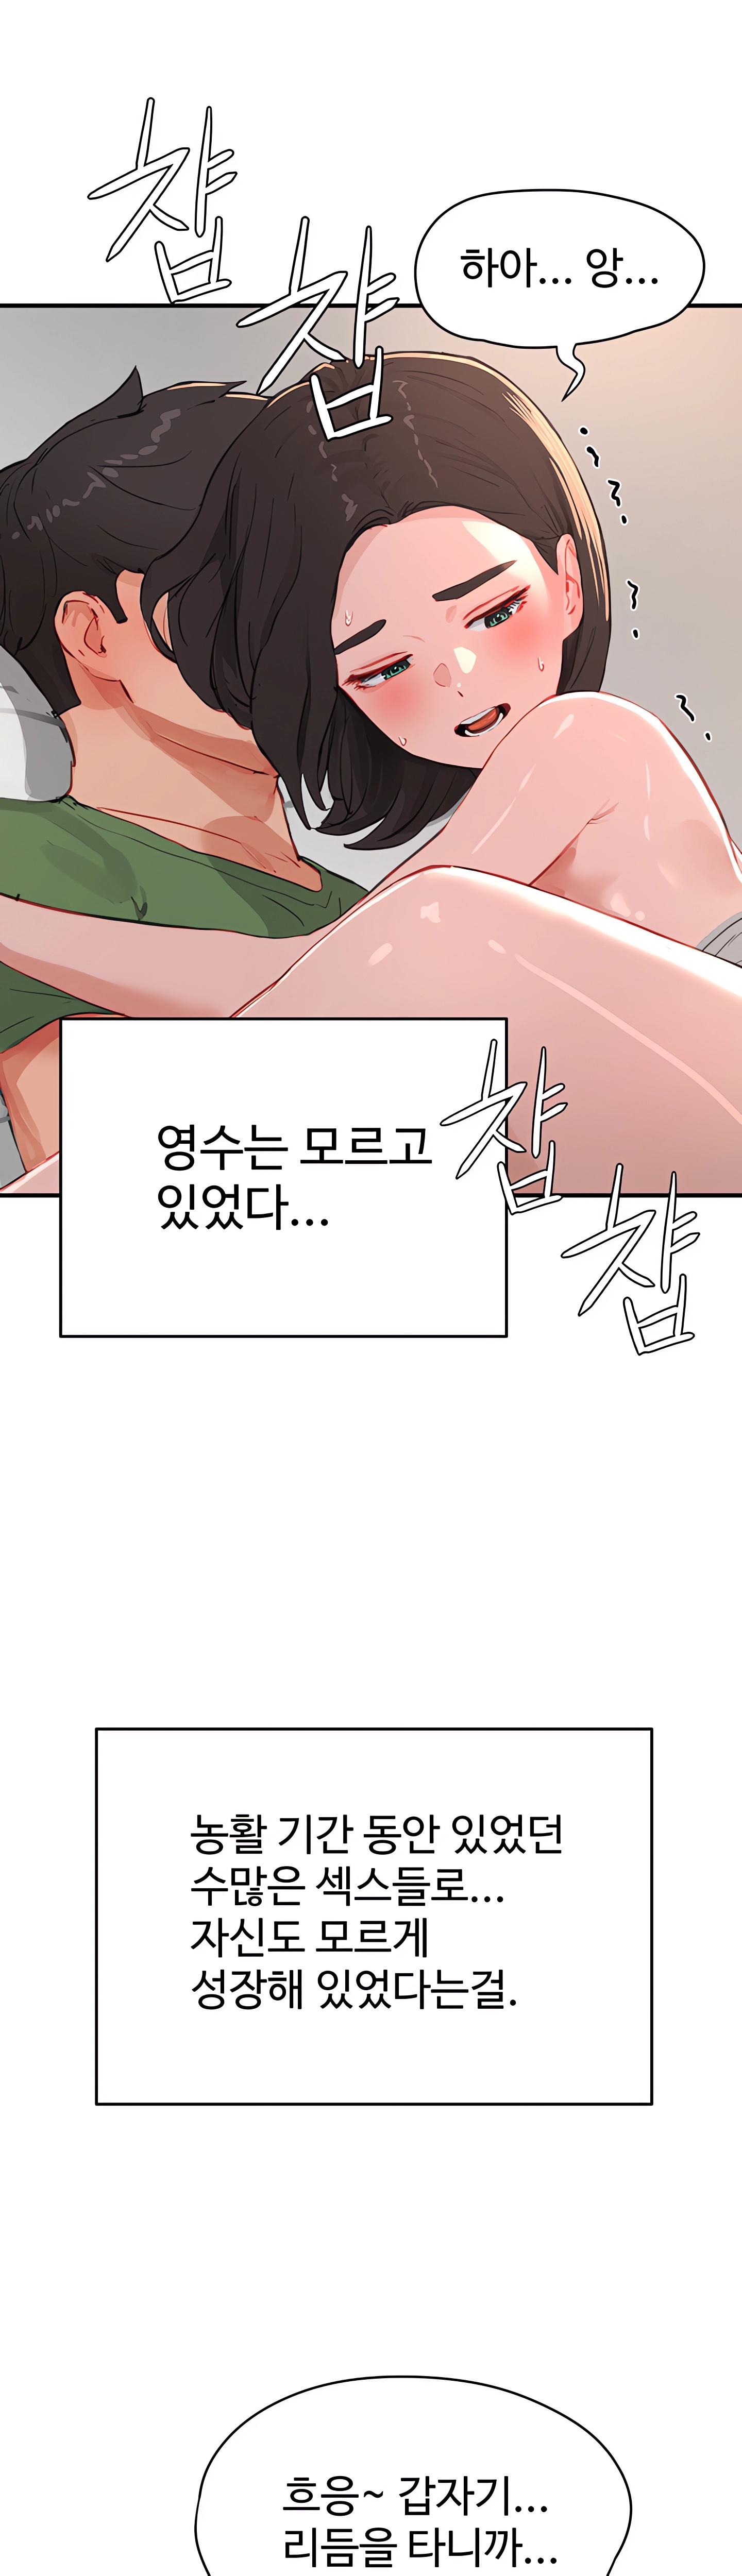 챱
챱
하아... 앙...
영수는 모르고
있었다...
챱
챱
농활 기간 동안 있었던
수많은 섹스들로...
자신도 모르게
성장해 있었다는걸.
흐응~ 갑자기...
리듬을 타니까...